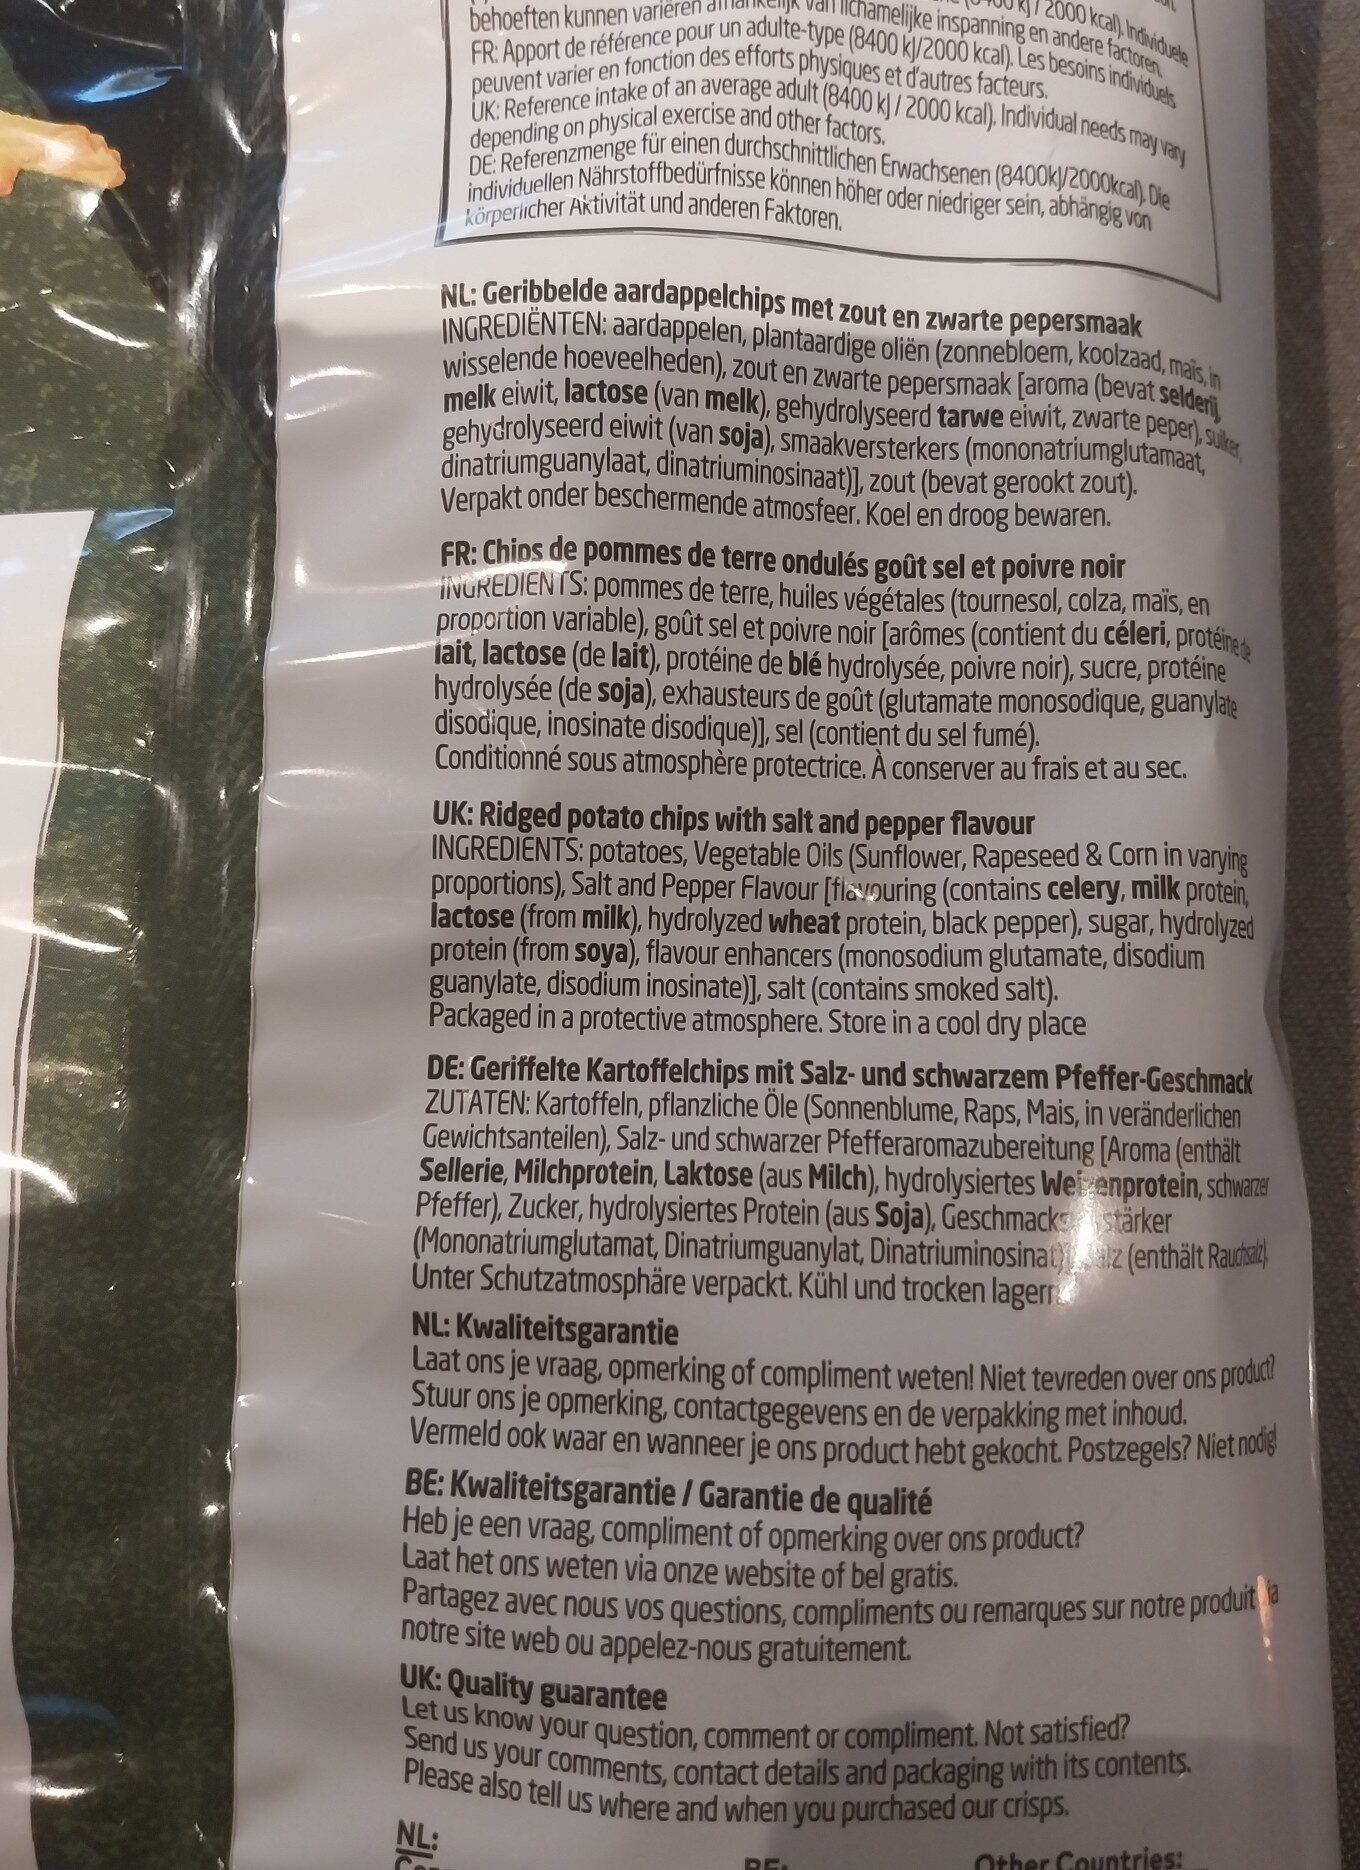 2000 kcal). Individuele
behoeften kunnen variëren van lichamelijke inspanning en andere factoren.
FR: Apport de référence pour un adulte-type (8400 kJ/2000 kcal). Les besoins individuels
peuvent varier en fonction des efforts physiques et d'autres facteurs.
UK: Reference intake of an average adult (8400 kJ / 2000 kcal). Individual needs may vary
depending on physical exercise and other factors.
DE: Referenzmenge für einen durchschnittlichen Erwachsenen (8400kJ/2000kcal). Die
individuellen Nährstoffbedürfnisse können höher oder niedriger sein, abhängig von
körperlicher Aktivität und anderen Faktoren.
NL: Geribbelde aardappelchips met zout en zwarte pepersmaak
INGREDIËNTEN: aardappelen, plantaardige oliën (zonnebloem, koolzaad, maïs, in
wisselende hoeveelheden), zout en zwarte pepersmaak [aroma (bevat selderij,
melk eiwit, lactose (van melk), gehydrolyseerd tarwe eiwit, zwarte peper), suiker,
gehydrolyseerd eiwit (van soja), smaakversterkers (mononatriumglutamaat,
dinatriumguanylaat, dinatriuminosinaat)], zout (bevat gerookt zout).
Verpakt onder beschermende atmosfeer. Koel en droog bewaren.
FR: Chips de pommes de terre ondulés goût sel et poivre noir
INGREDIENTS: pommes de terre, huiles végétales (tournesol, colza, maïs, en
proportion variable), goût sel et poivre noir [arômes (contient du céleri, protéine de
lait, lactose (de lait), protéine de blé hydrolysée, poivre noir), sucre, protéine
hydrolysée (de soja), exhausteurs de goût (glutamate monosodique, guanylate
disodique, inosinate disodique)], sel (contient du sel fumé).
Conditionné sous atmosphère protectrice. À conserver au frais et au sec.
UK: Ridged potato chips with salt and pepper flavour
INGREDIENTS: potatoes, Vegetable Oils (Sunflower, Rapeseed & Corn in varying
proportions), Salt and Pepper Flavour [flavouring (contains celery, milk protein,
lactose (from milk), hydrolyzed wheat protein, black pepper), sugar, hydrolyzed
protein (from soya), flavour enhancers (monosodium glutamate, disodium
guanylate, disodium inosinate)], salt (contains smoked salt).
Packaged in a protective atmosphere. Store in a cool dry place
DE: Geriffelte Kartoffelchips mit Salz- und schwarzem Pfeffer-Geschmack
ZUTATEN: Kartoffeln, pflanzliche Öle (Sonnenblume, Raps, Mais, in veränderlichen
Gewichtsanteilen), Salz- und schwarzer Pfefferaromazubereitung [Aroma (enthält
Sellerie, Milchprotein, Laktose (aus Milch), hydrolysiertes Weizenprotein, schwarzer
Pfeffer), Zucker, hydrolysiertes Protein (aus Soja), Geschmacksverstärker
(Mononatriumglutamat, Dinatriumguanylat, Dinatriuminosinat)], Salz (enthält Rauchsalz).
Unter Schutzatmosphäre verpackt. Kühl und trocken lagern.
NL: Kwaliteitsgarantie
Laat ons je vraag, opmerking of compliment weten! Niet tevreden over ons product?
Stuur ons je opmerking, contactgegevens en de verpakking met inhoud.
Vermeld ook waar en wanneer je ons product hebt gekocht. Postzegels? Niet nodig!
BE: Kwaliteitsgarantie / Garantie de qualité
Heb je een vraag, compliment of opmerking over ons product?
Laat het ons weten via onze website of bel gratis.
Partagez avec nous vos questions, compliments ou remarques sur notre produit via
notre site web ou appelez-nous gratuitement.
UK: Quality guarantee
Let us know your question, comment or compliment. Not satisfied?
Send us your comments, contact details and packaging with its contents.
Please also tell us where and when you purchased our crisps.
NL:
BE:
Other Countries: